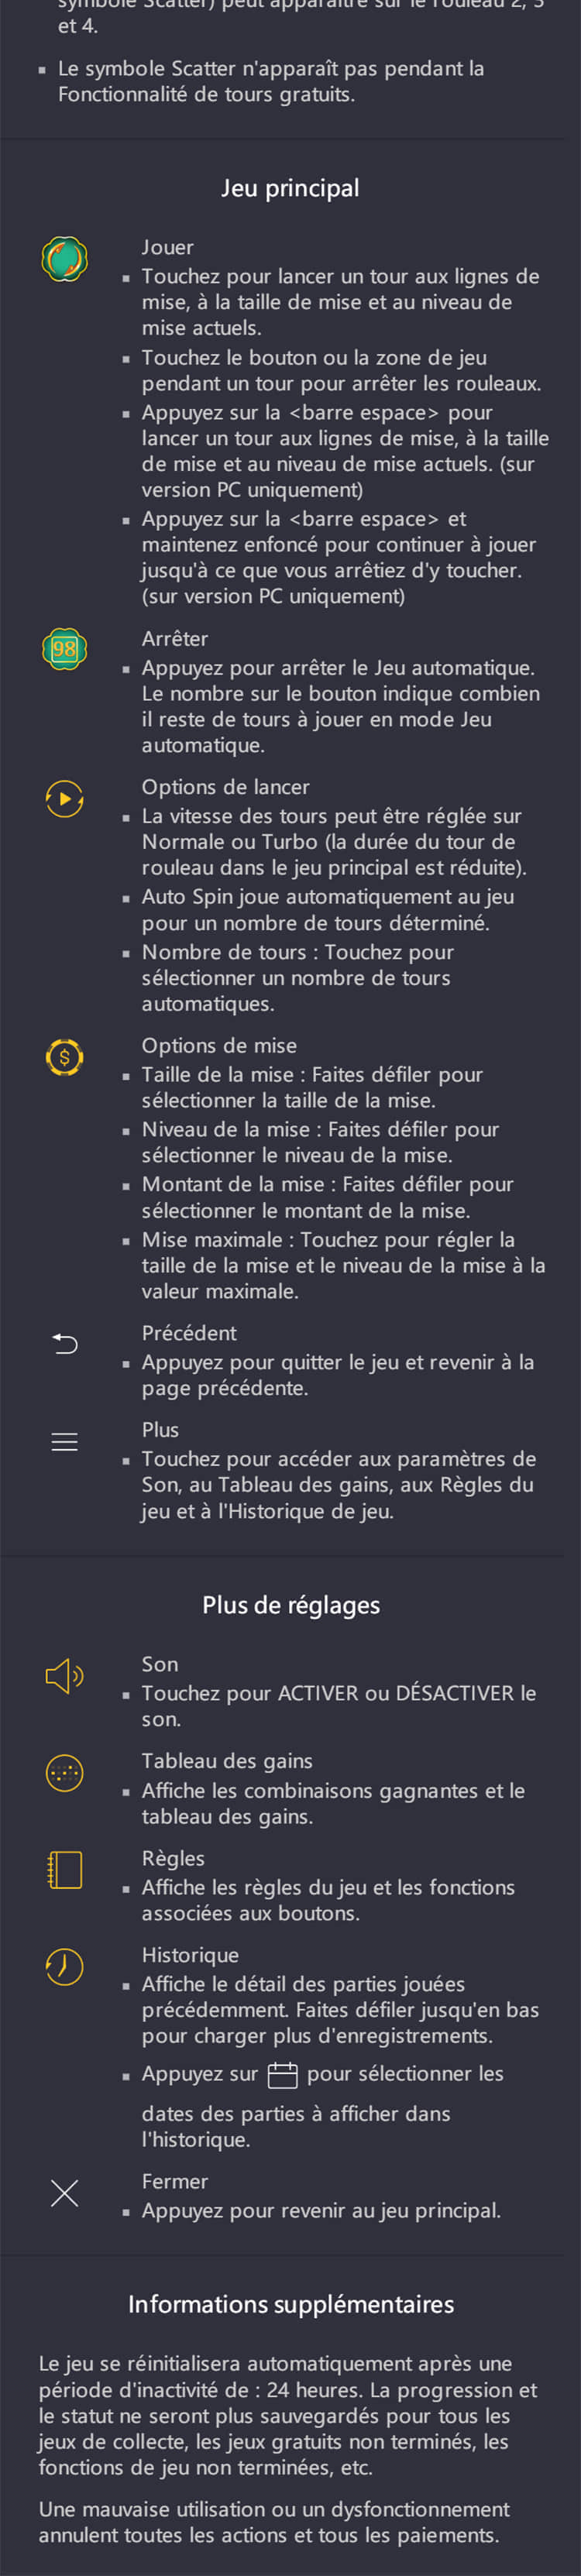 symbole Scatter) peut apparaître sur le rouleau 2, 3
et 4.
▪ Le symbole Scatter n'apparaît pas pendant la
Fonctionnalité de tours gratuits.
Jeu principal
Jouer
▪ Touchez pour lancer un tour aux lignes de
mise, à la taille de mise et au niveau de
mise actuels.
▪ Touchez le bouton ou la zone de jeu
pendant un tour pour arrêter les rouleaux.
▪ Appuyez sur la <barre espace> pour
lancer un tour aux lignes de mise, à la taille
de mise et au niveau de mise actuels. (sur
version PC uniquement)
▪ Appuyez sur la <barre espace> et
maintenez enfoncé pour continuer à jouer
jusqu'à ce que vous arrêtiez d'y toucher.
(sur version PC uniquement)
98
Arrêter
▪ Appuyez pour arrêter le Jeu automatique.
Le nombre sur le bouton indique combien
il reste de tours à jouer en mode Jeu
automatique.
Options de lancer
▪ La vitesse des tours peut être réglée sur
Normale ou Turbo (la durée du tour de
rouleau dans le jeu principal est réduite).
▪ Auto Spin joue automatiquement au jeu
pour un nombre de tours déterminé.
▪ Nombre de tours : Touchez pour
sélectionner un nombre de tours
automatiques.
$
Options de mise
▪ Taille de la mise : Faites défiler pour
sélectionner la taille de la mise.
▪ Niveau de la mise : Faites défiler pour
sélectionner le niveau de la mise.
▪ Montant de la mise : Faites défiler pour
sélectionner le montant de la mise.
▪ Mise maximale : Touchez pour régler la
taille de la mise et le niveau de la mise à la
valeur maximale.
Précédent
▪ Appuyez pour quitter le jeu et revenir à la
page précédente.
Plus
▪ Touchez pour accéder aux paramètres de
Son, au Tableau des gains, aux Règles du
jeu et à l'Historique de jeu.
Plus de réglages
Son
▪ Touchez pour ACTIVER ou DÉSACTIVER le
son.
Tableau des gains
▪ Affiche les combinaisons gagnantes et le
tableau des gains.
Règles
▪ Affiche les règles du jeu et les fonctions
associées aux boutons.
Historique
▪ Affiche le détail des parties jouées
précédemment. Faites défiler jusqu'en bas
pour charger plus d'enregistrements.
▪ Appuyez sur pour sélectionner les
dates des parties à afficher dans
l'historique.
Fermer
▪ Appuyez pour revenir au jeu principal.
Informations supplémentaires
Le jeu se réinitialisera automatiquement après une
période d'inactivité de : 24 heures. La progression et
le statut ne seront plus sauvegardés pour tous les
jeux de collecte, les jeux gratuits non terminés, les
fonctions de jeu non terminées, etc.
Une mauvaise utilisation ou un dysfonctionnement
annulent toutes les actions et tous les paiements.